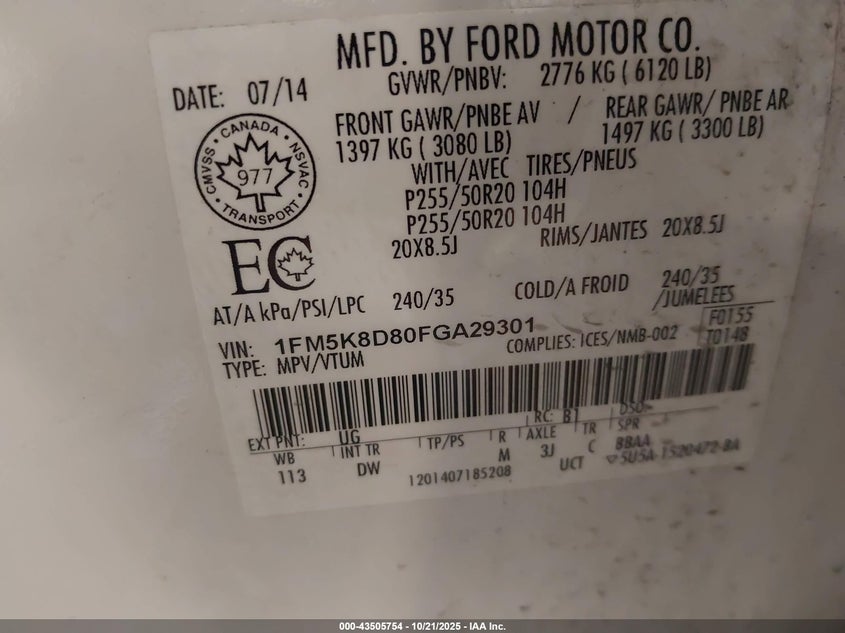 MFD. BY FORD MOTOR CO.
DATE: 07/14
GVWR/PNBV: 2776 KG ( 6120 LB)
FRONT GAWR/PNBE AV / REAR GAWR/ PNBE AR
1397 KG ( 3080 LB) 1497 KG ( 3300 LB)
WITH/AVEC TIRES/PNEUS
P255/50R20 104H
P255/50R20 104H
20X8.5J RIMS/JANTES 20X8.5J
CANADA
CMVSS NSVAC
977
TRANSPORT
EC
AT/A kPa/PSI/LPC 240/35 COLD/A FROID 240/35
/JUMELEES
VIN: 1FM5K8D80FGA29301 F0155
TYPE: MPV/VTUM COMPLIES: ICES/NMB-002 T0148
EXT PNT: UG RC: B1 DSO:
WB INT TR TP/PS R AXLE TR SPR
113 DW M 3J C 88AA
1201407185208 UCT 5U5A-1520472-BA
000-43505754 - 10/21/2025 - IAA Inc.